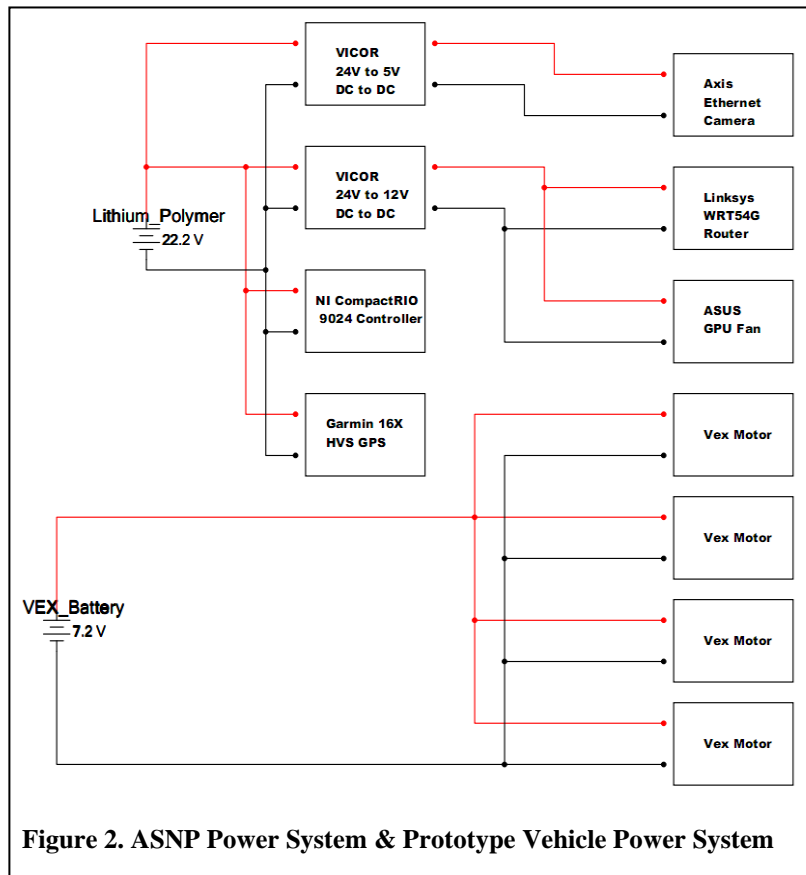 VICOR
24V to 5V
DC to DC
Axis
Ethernet
Camera
VICOR
24V to 12V
DC to DC
Linksys
WRT54G
Router
Lithium_Polymer
22.2 V
NI CompactRIO
9024 Controller
ASUS
GPU Fan
Garmin 16X
HVS GPS
Vex Motor
Vex Motor
VEX_Battery
7.2 V
Vex Motor
Vex Motor
Figure 2. ASNP Power System & Prototype Vehicle Power System